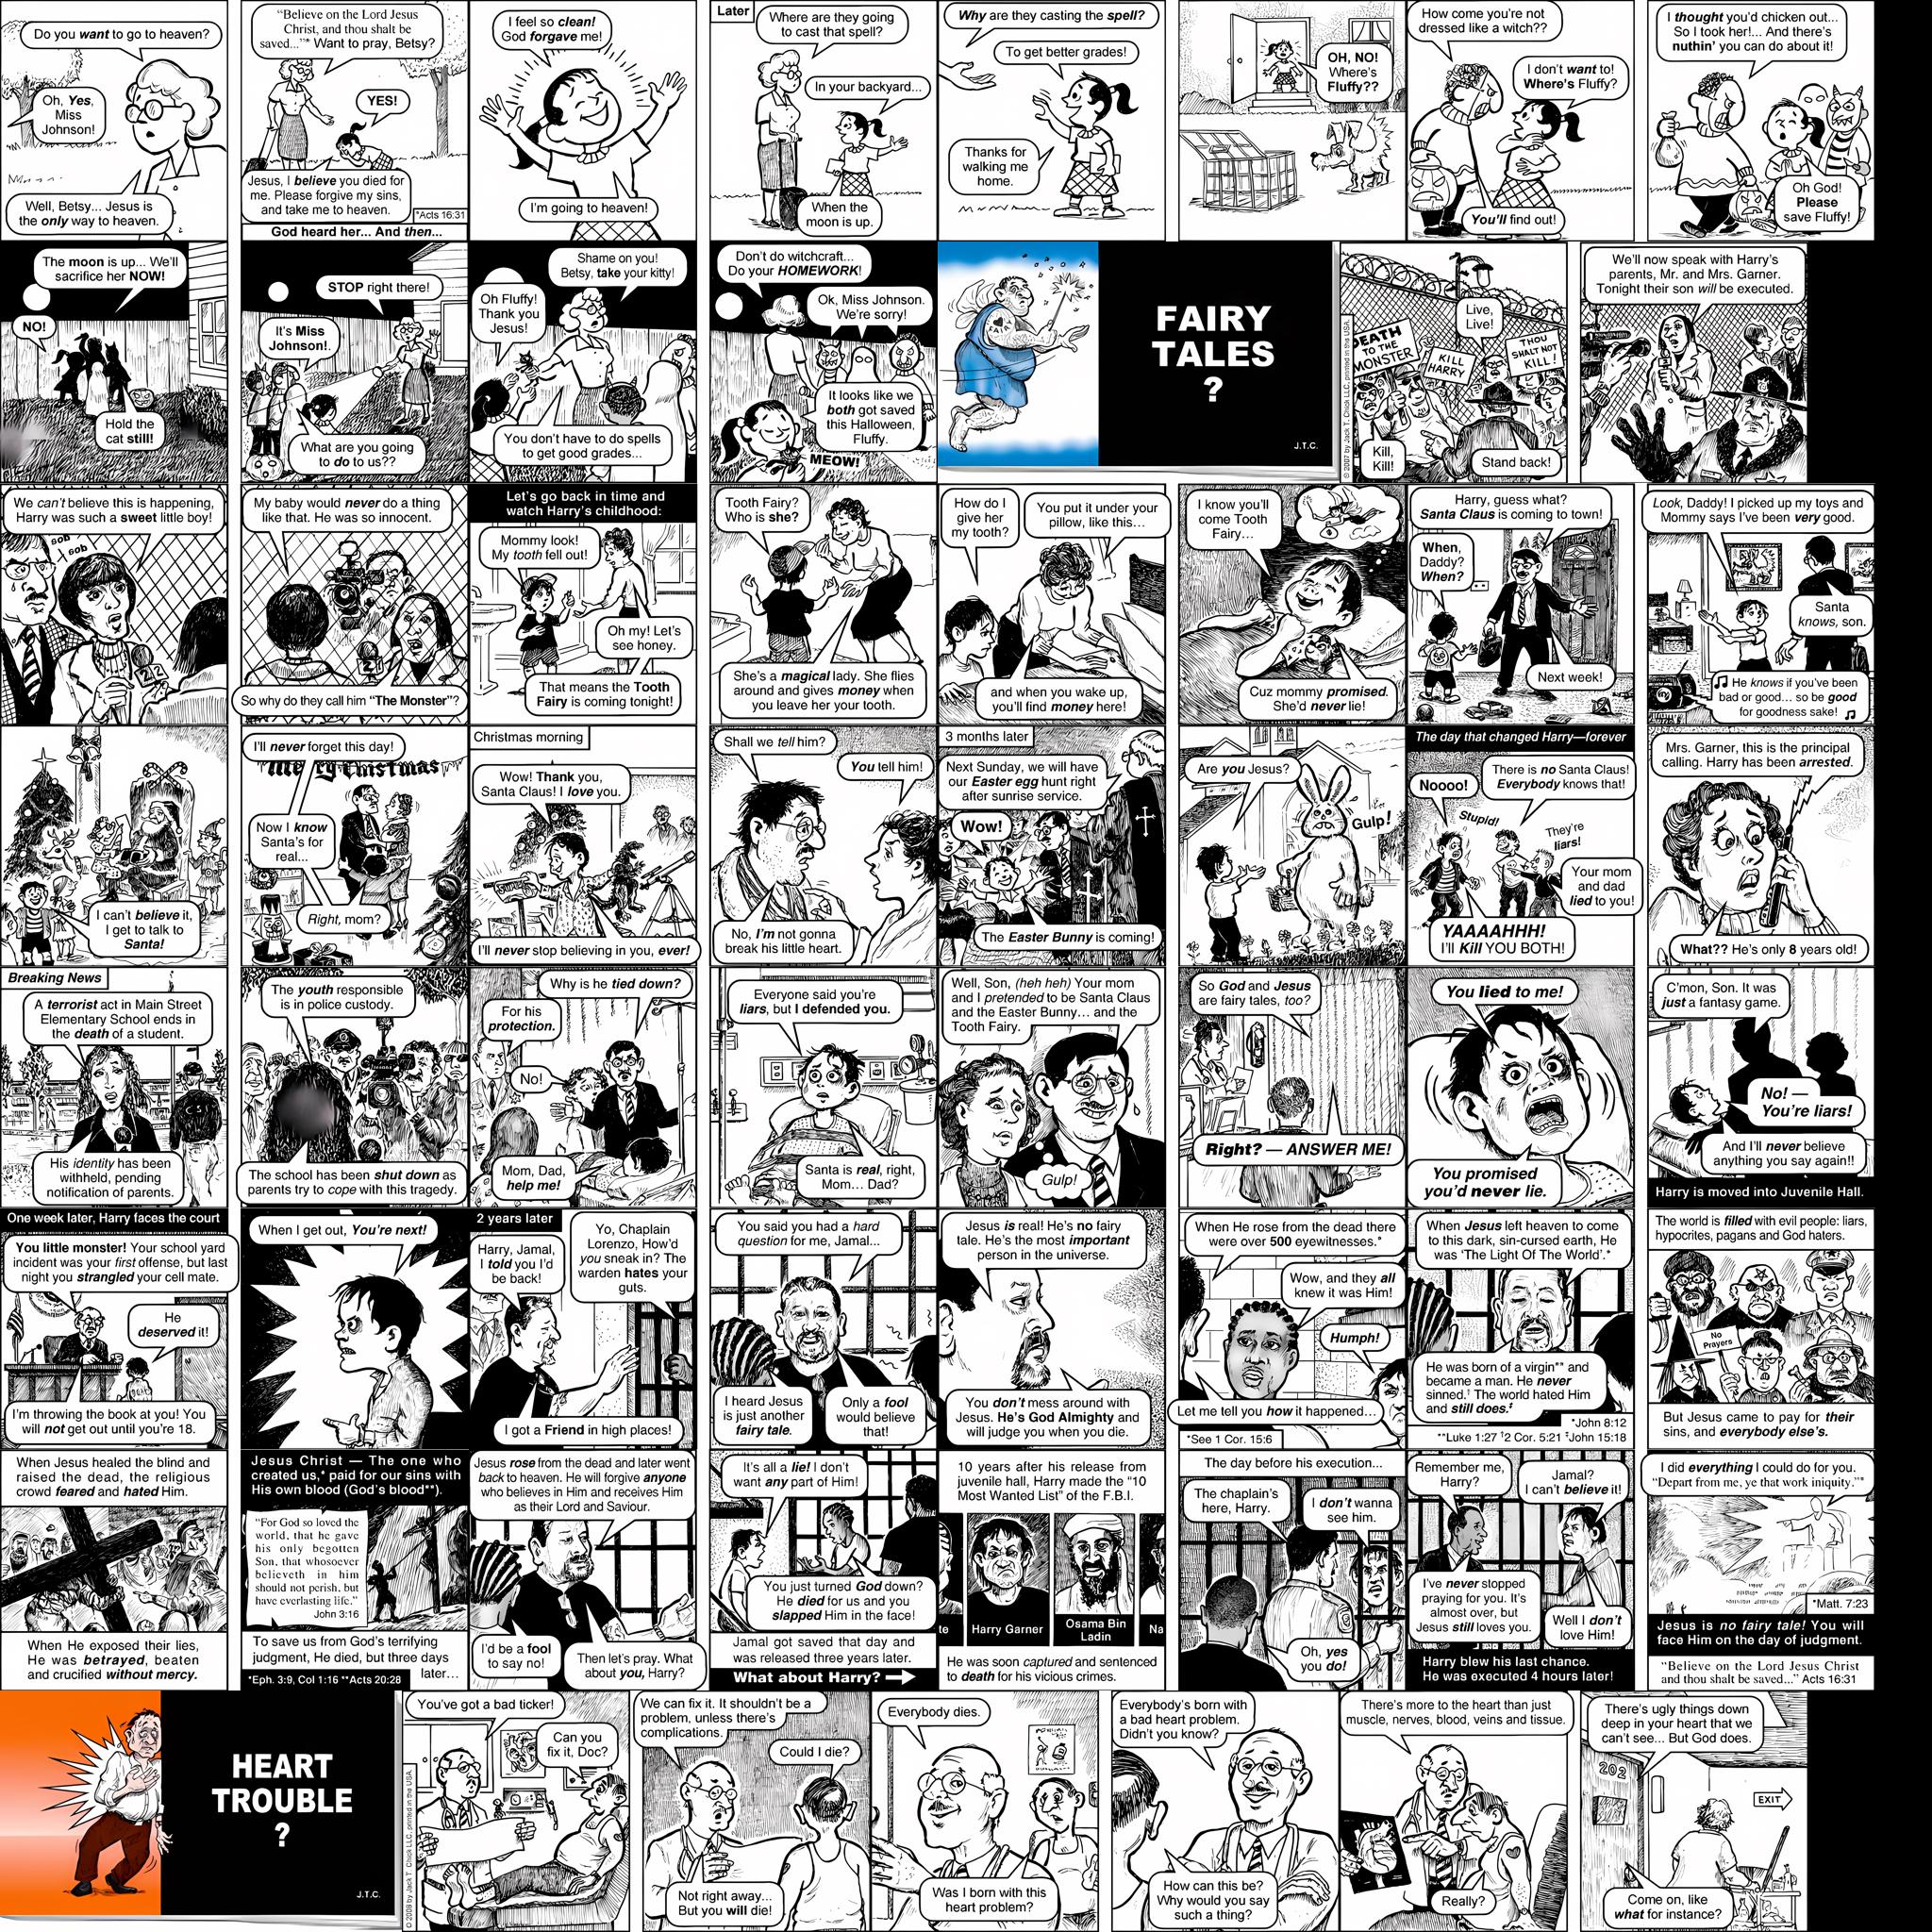 Do you want to go to heaven?
Oh, Yes,
Miss
Johnson!
Well, Betsy... Jesus is
the only way to heaven.
"Believe on the Lord Jesus
Christ, and thou shalt be
saved..."* Want to pray, Betsy?
YES!
Jesus, I believe you died for
me. Please forgive my sins,
and take me to heaven.
*Acts 16:31
God heard her... And then...
I feel so clean!
God forgave me!
I'm going to heaven!
Later
Where are they going
to cast that spell?
In your backyard...
When the
moon is up.
Why are they casting the spell?
To get better grades!
Thanks for
walking me
home.
OH, NO!
Where's
Fluffy??
How come you're not
dressed like a witch??
I don't want to!
Where's Fluffy?
You'll find out!
I thought you'd chicken out...
So I took her!... And there's
nuthin' you can do about it!
Oh God!
Please
save Fluffy!
The moon is up... We'll
sacrifice her NOW!
NO!
Hold the
cat still!
STOP right there!
It's Miss
Johnson!.
What are you going
to do to us??
Shame on you!
Betsy, take your kitty!
Oh Fluffy!
Thank you
Jesus!
You don't have to do spells
to get good grades...
Don't do witchcraft...
Do your HOMEWORK!
Ok, Miss Johnson.
We're sorry!
It looks like we
both got saved
this Halloween,
Fluffy.
MEOW!
FAIRY
TALES
?
J.T.C.
© 2007 by Jack T. Chick LLC, printed in the USA.
Live,
Live!
DEATH
TO THE
MONSTER
KILL
HARRY
THOU
SHALT NOT
KILL!
Kill,
Kill!
Stand back!
We'll now speak with Harry's
parents, Mr. and Mrs. Garner.
Tonight their son will be executed.
We can't believe this is happening,
Harry was such a sweet little boy!
sob
sob
2
2
My baby would never do a thing
like that. He was so innocent.
2
So why do they call him "The Monster"?
Let's go back in time and
watch Harry's childhood:
Mommy look!
My tooth fell out!
Oh my! Let's
see honey.
That means the Tooth
Fairy is coming tonight!
Tooth Fairy?
Who is she?
She's a magical lady. She flies
around and gives money when
you leave her your tooth.
How do I
give her
my tooth?
You put it under your
pillow, like this...
and when you wake up,
you'll find money here!
I know you'll
come Tooth
Fairy...
Cuz mommy promised.
She'd never lie!
Harry, guess what?
Santa Claus is coming to town!
When,
Daddy?
When?
Next week!
Look, Daddy! I picked up my toys and
Mommy says I've been very good.
Santa
knows, son.
♫ He knows if you've been
bad or good... so be good
for goodness sake! ♫
I can't believe it,
I get to talk to
Santa!
I'll never forget this day!
Merry Christmas
Now I know
Santa's for
real...
Right, mom?
Christmas morning
Wow! Thank you,
Santa Claus! I love you.
I'll never stop believing in you, ever!
Shall we tell him?
You tell him!
No, I'm not gonna
break his little heart.
3 months later
Next Sunday, we will have
our Easter egg hunt right
after sunrise service.
Wow!
The Easter Bunny is coming!
Are you Jesus?
Gulp!
The day that changed Harry—forever
Noooo!
There is no Santa Claus!
Everybody knows that!
Stupid!
They're
liars!
Your mom
and dad
lied to you!
YAAAAHHH!
I'll Kill YOU BOTH!
Mrs. Garner, this is the principal
calling. Harry has been arrested.
What?? He's only 8 years old!
Breaking News
A terrorist act in Main Street
Elementary School ends in
the death of a student.
CSI
His identity has been
withheld, pending
notification of parents.
The youth responsible
is in police custody.
The school has been shut down as
parents try to cope with this tragedy.
Why is he tied down?
For his
protection.
No!
Mom, Dad,
help me!
Everyone said you're
liars, but I defended you.
Santa is real, right,
Mom... Dad?
Well, Son, (heh heh) Your mom
and I pretended to be Santa Claus
and the Easter Bunny... and the
Tooth Fairy.
Gulp!
So God and Jesus
are fairy tales, too?
Right? — ANSWER ME!
You lied to me!
You promised
you'd never lie.
C'mon, Son. It was
just a fantasy game.
No! —
You're liars!
And I'll never believe
anything you say again!!
Harry is moved into Juvenile Hall.
One week later, Harry faces the court
You little monster! Your school yard
incident was your first offense, but last
night you strangled your cell mate.
He
deserved it!
I'm throwing the book at you! You
will not get out until you're 18.
When I get out, You're next!
2 years later
Harry, Jamal,
I told you I'd
be back!
Yo, Chaplain
Lorenzo, How'd
you sneak in? The
warden hates your
guts.
I got a Friend in high places!
You said you had a hard
question for me, Jamal...
I heard Jesus
is just another
fairy tale.
Only a fool
would believe
that!
Jesus is real! He's no fairy
tale. He's the most important
person in the universe.
You don't mess around with
Jesus. He's God Almighty and
will judge you when you die.
When He rose from the dead there
were over 500 eyewitnesses.*
Wow, and they all
knew it was Him!
Humph!
Let me tell you how it happened...
*See 1 Cor. 15:6
When Jesus left heaven to come
to this dark, sin-cursed earth, He
was 'The Light Of The World'.*
He was born of a virgin** and
became a man. He never
sinned.† The world hated Him
and still does.‡
*John 8:12
**Luke 1:27 †2 Cor. 5:21 ‡John 15:18
The world is filled with evil people: liars,
hypocrites, pagans and God haters.
No
Prayers
But Jesus came to pay for their
sins, and everybody else's.
When Jesus healed the blind and
raised the dead, the religious
crowd feared and hated Him.
When He exposed their lies,
He was betrayed, beaten
and crucified without mercy.
Jesus Christ — The one who
created us,* paid for our sins with
His own blood (God's blood**).
"For God so loved the
world, that he gave
his only begotten
Son, that whosoever
believeth in him
should not perish, but
have everlasting life."
John 3:16
To save us from God's terrifying
judgment, He died, but three days
later...
*Eph. 3:9, Col 1:16 **Acts 20:28
Jesus rose from the dead and later went
back to heaven. He will forgive anyone
who believes in Him and receives Him
as their Lord and Saviour.
I'd be a fool
to say no!
Then let's pray. What
about you, Harry?
It's all a lie! I don't
want any part of Him!
You just turned God down?
He died for us and you
slapped Him in the face!
Jamal got saved that day and
was released three years later.
What about Harry?
10 years after his release from
juvenile hall, Harry made the "10
Most Wanted List" of the F.B.I.
te
Harry Garner
Osama Bin
Ladin
Na
He was soon captured and sentenced
to death for his vicious crimes.
The day before his execution...
The chaplain's
here, Harry.
I don't wanna
see him.
Oh, yes
you do!
Remember me,
Harry?
Jamal?
I can't believe it!
I've never stopped
praying for you. It's
almost over, but
Jesus still loves you.
Well I don't
love Him!
Harry blew his last chance.
He was executed 4 hours later!
I did everything I could do for you.
"Depart from me, ye that work iniquity."*
*Matt. 7:23
Jesus is no fairy tale! You will
face Him on the day of judgment.
"Believe on the Lord Jesus Christ
and thou shalt be saved..." Acts 16:31
HEART
TROUBLE
?
J.T.C.
© 2008 by Jack T. Chick LLC, printed in the USA.
You've got a bad ticker!
Can you
fix it, Doc?
We can fix it. It shouldn't be a
problem, unless there's
complications.
Could I die?
Not right away...
But you will die!
Everybody dies.
Was I born with this
heart problem?
Everybody's born with
a bad heart problem.
Didn't you know?
How can this be?
Why would you say
such a thing?
There's more to the heart than just
muscle, nerves, blood, veins and tissue.
Really?
There's ugly things down
deep in your heart that we
can't see... But God does.
202
EXIT
Come on, like
what for instance?